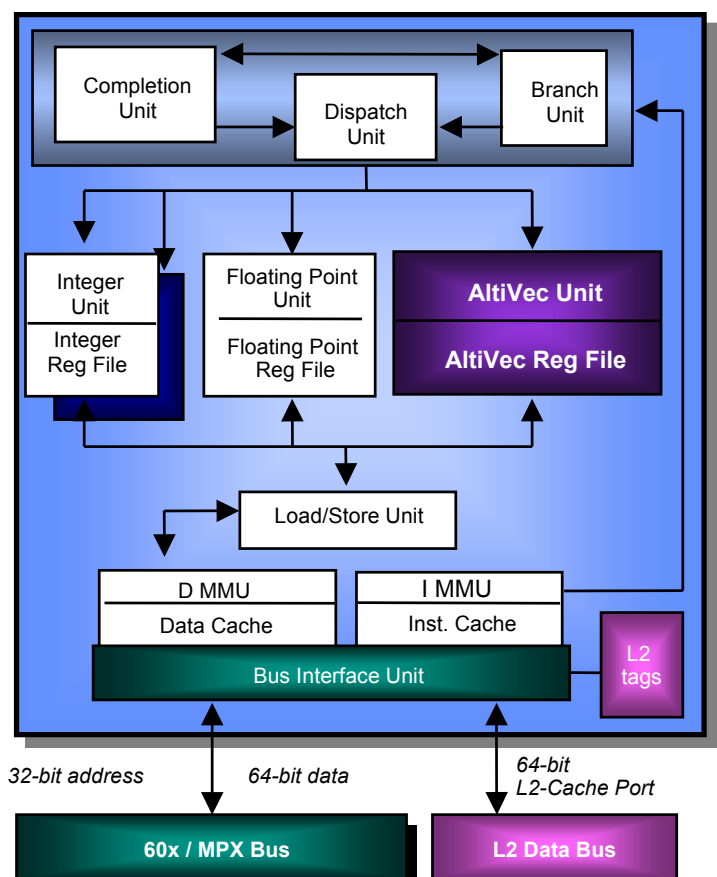 Completion
Unit
Dispatch
Unit
Branch
Unit
Integer
Unit
Integer
Reg File
Floating Point
Unit
Floating Point
Reg File
AltiVec Unit
AltiVec Reg File
Load/Store Unit
D MMU
Data Cache
I MMU
Inst. Cache
Bus Interface Unit
L2
tags
32-bit address
64-bit data
64-bit
L2-Cache Port
60x / MPX Bus
L2 Data Bus